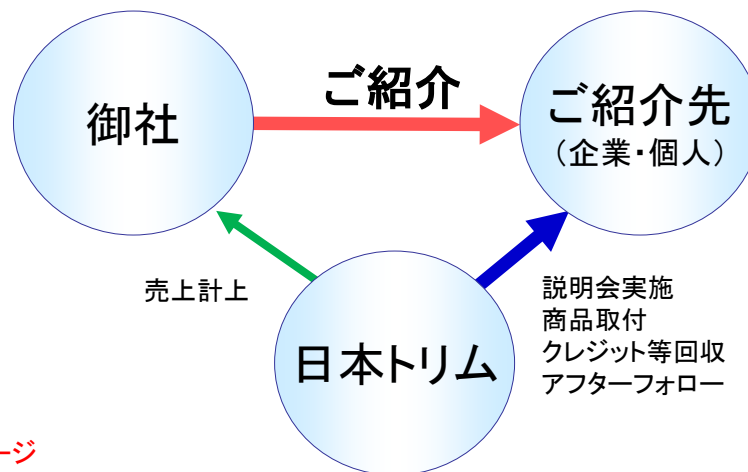 御社
ご紹介
ご紹介先
（企業・個人）
売上計上
日本トリム
説明会実施
商品取付
クレジット等回収
アフターフォロー
ージ